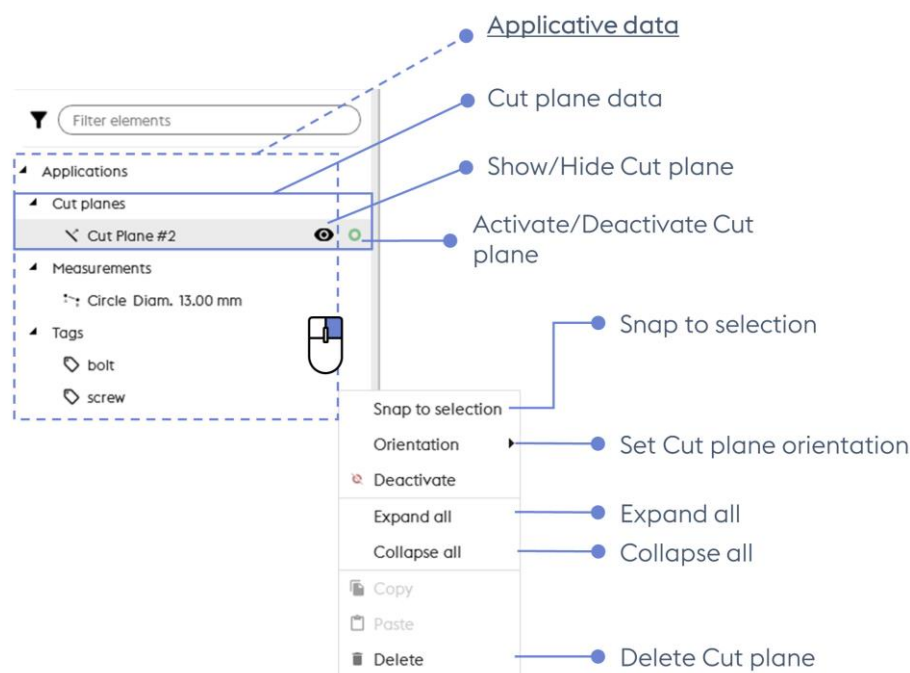 Applicative data
Filter elements
Cut plane data
Applications
Show/Hide Cut plane
Cut planes
Cut Plane #2
Activate/Deactivate Cut
plane
Measurements
Circle Diam. 13.00 mm
Tags
Snap to selection
bolt
screw
Snap to selection
Orientation
Set Cut plane orientation
Deactivate
Expand all
Expand all
Collapse all
Collapse all
Copy
Paste
Delete
Delete Cut plane